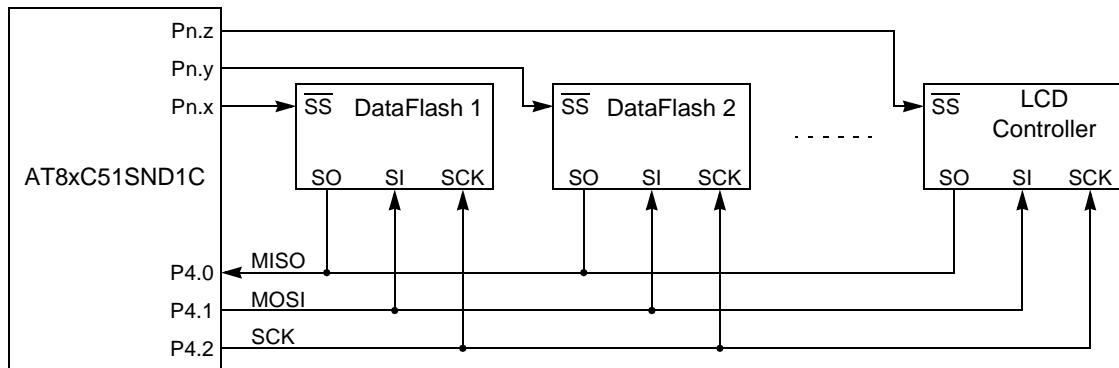 Pn.z
Pn.y
Pn.x
SS DataFlash 1
SS DataFlash 2
SS LCD
Controller
AT8xC51SND1C
SO SI SCK
SO SI SCK
SO SI SCK
P4.0 MISO
P4.1 MOSI
P4.2 SCK